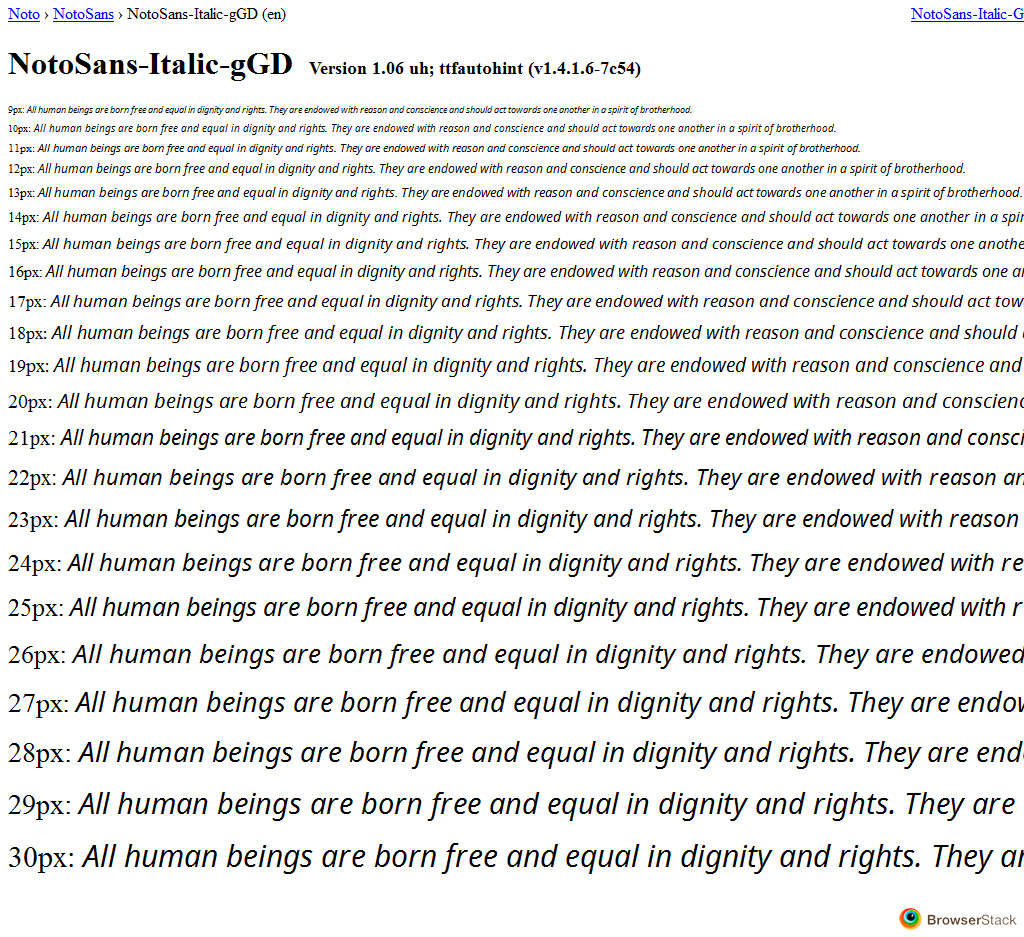 Noto › NotoSans › NotoSans-Italic-gGD (en) NotoSans-Italic-G
NotoSans-Italic-gGD Version 1.06 uh; ttfautohint (v1.4.1.6-7c54)
9px: All human beings are born free and equal in dignity and rights. They are endowed with reason and conscience and should act towards one another in a spirit of brotherhood.
10px: All human beings are born free and equal in dignity and rights. They are endowed with reason and conscience and should act towards one another in a spirit of brotherhood.
11px: All human beings are born free and equal in dignity and rights. They are endowed with reason and conscience and should act towards one another in a spirit of brotherhood.
12px: All human beings are born free and equal in dignity and rights. They are endowed with reason and conscience and should act towards one another in a spirit of brotherhood.
13px: All human beings are born free and equal in dignity and rights. They are endowed with reason and conscience and should act towards one another in a spirit of brotherhood.
14px: All human beings are born free and equal in dignity and rights. They are endowed with reason and conscience and should act towards one another in a spir
15px: All human beings are born free and equal in dignity and rights. They are endowed with reason and conscience and should act towards one anothe
16px: All human beings are born free and equal in dignity and rights. They are endowed with reason and conscience and should act towards one a
17px: All human beings are born free and equal in dignity and rights. They are endowed with reason and conscience and should act tow
18px: All human beings are born free and equal in dignity and rights. They are endowed with reason and conscience and should
19px: All human beings are born free and equal in dignity and rights. They are endowed with reason and conscience and
20px: All human beings are born free and equal in dignity and rights. They are endowed with reason and conscienc
21px: All human beings are born free and equal in dignity and rights. They are endowed with reason and consci
22px: All human beings are born free and equal in dignity and rights. They are endowed with reason an
23px: All human beings are born free and equal in dignity and rights. They are endowed with reason
24px: All human beings are born free and equal in dignity and rights. They are endowed with re
25px: All human beings are born free and equal in dignity and rights. They are endowed with r
26px: All human beings are born free and equal in dignity and rights. They are endowed
27px: All human beings are born free and equal in dignity and rights. They are endow
28px: All human beings are born free and equal in dignity and rights. They are end
29px: All human beings are born free and equal in dignity and rights. They are
30px: All human beings are born free and equal in dignity and rights. They ar
BrowserStack